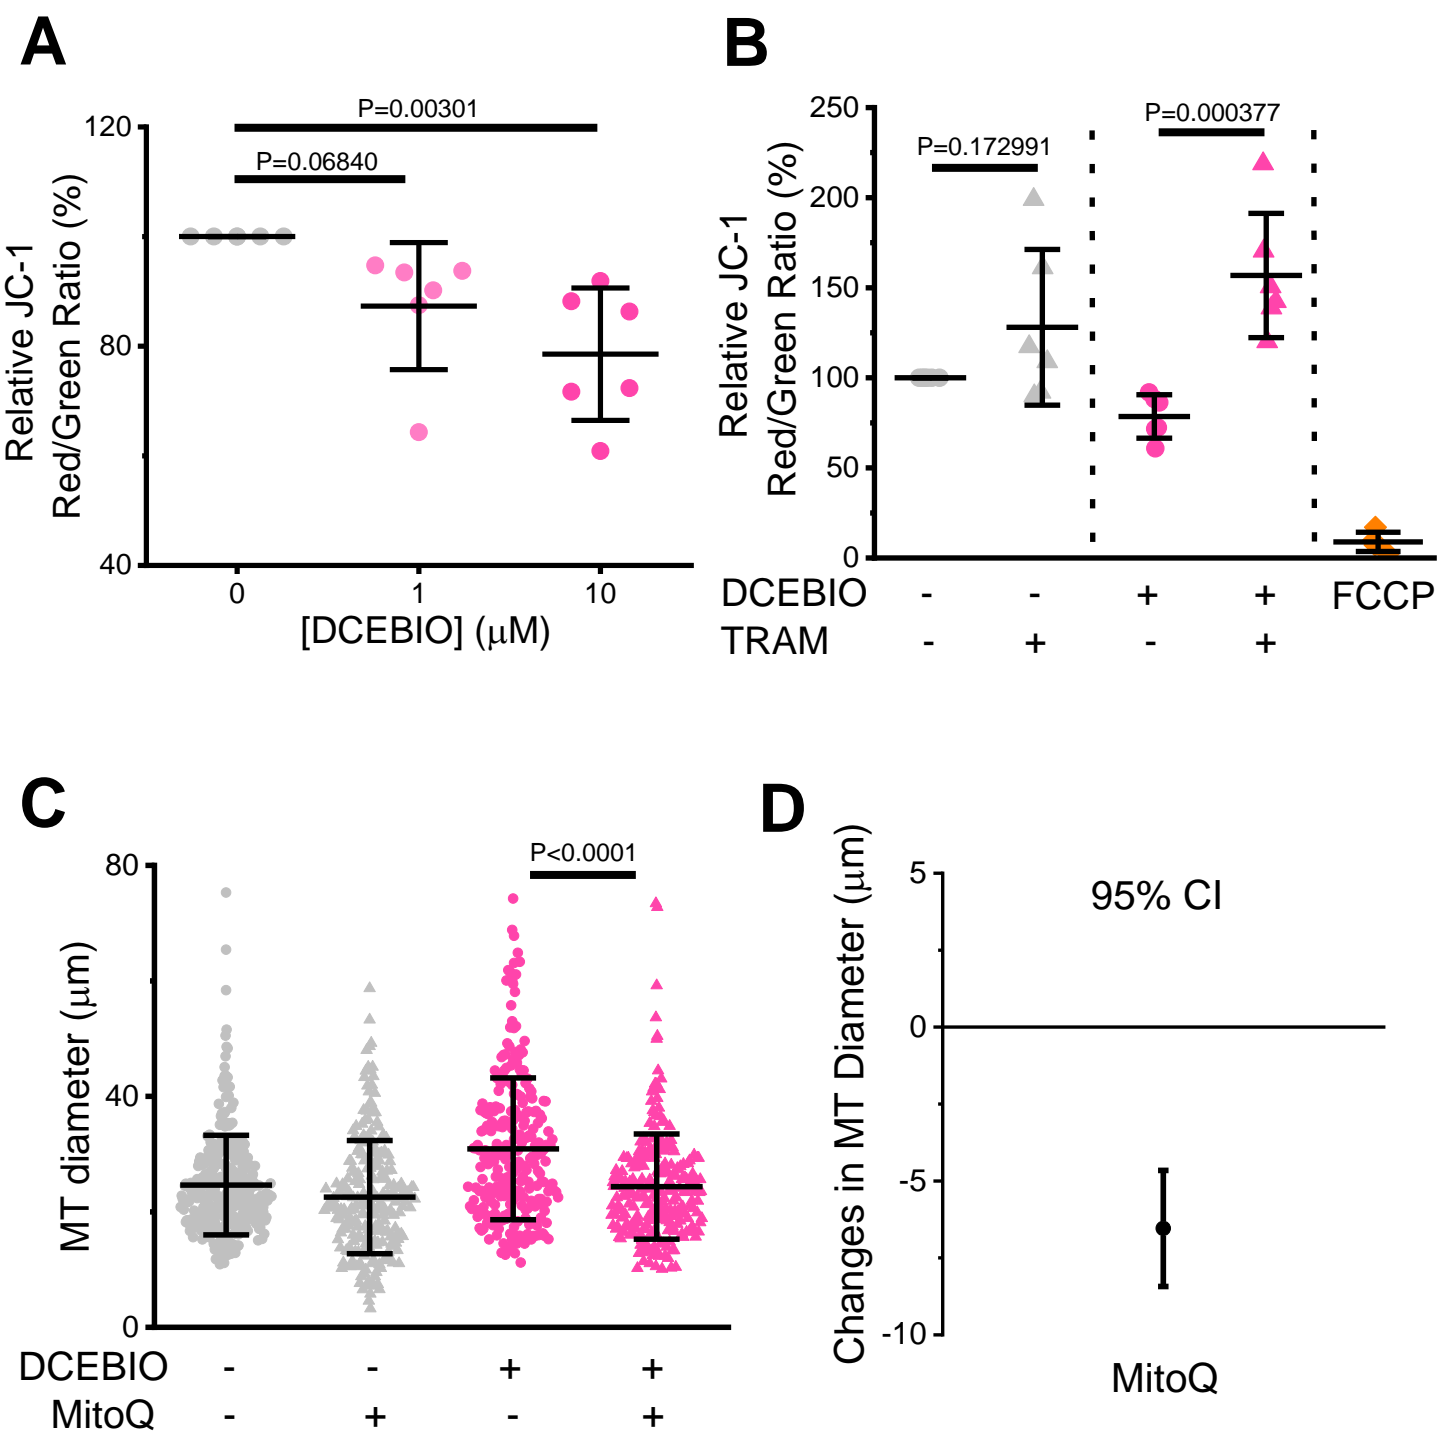 A
P=0.00301
P=0.06840
120
80
40
Relative JC-1
Red/Green Ratio (%)
0 1 10
[DCEBIO] (μM)
B
P=0.172991
P=0.000377
250
200
150
100
50
0
Relative JC-1
Red/Green Ratio (%)
DCEBIO - - + + FCCP
TRAM - + - +
C
P<0.0001
80
40
0
MT diameter (μm)
DCEBIO - - + +
MitoQ - + - +
D
95% CI
5
0
-5
-10
Changes in MT Diameter (μm)
MitoQ